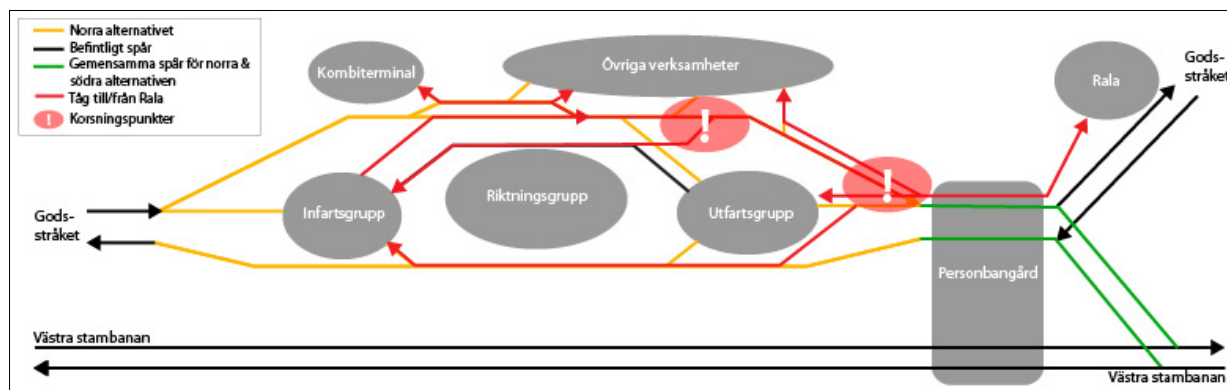 Norra alternativet
Befintligt spår
Gemensamma spår för norra &
södra alternativen
Tåg till/från Rala
! Korsningspunkter
Kombiterminal
Övriga verksamheter
Rala
Gods-
stråket
!
!
Riktningsgrupp
Infartsgrupp
Utfartsgrupp
Gods-
stråket
Personbangård
Västra stambanan
Västra stambanan